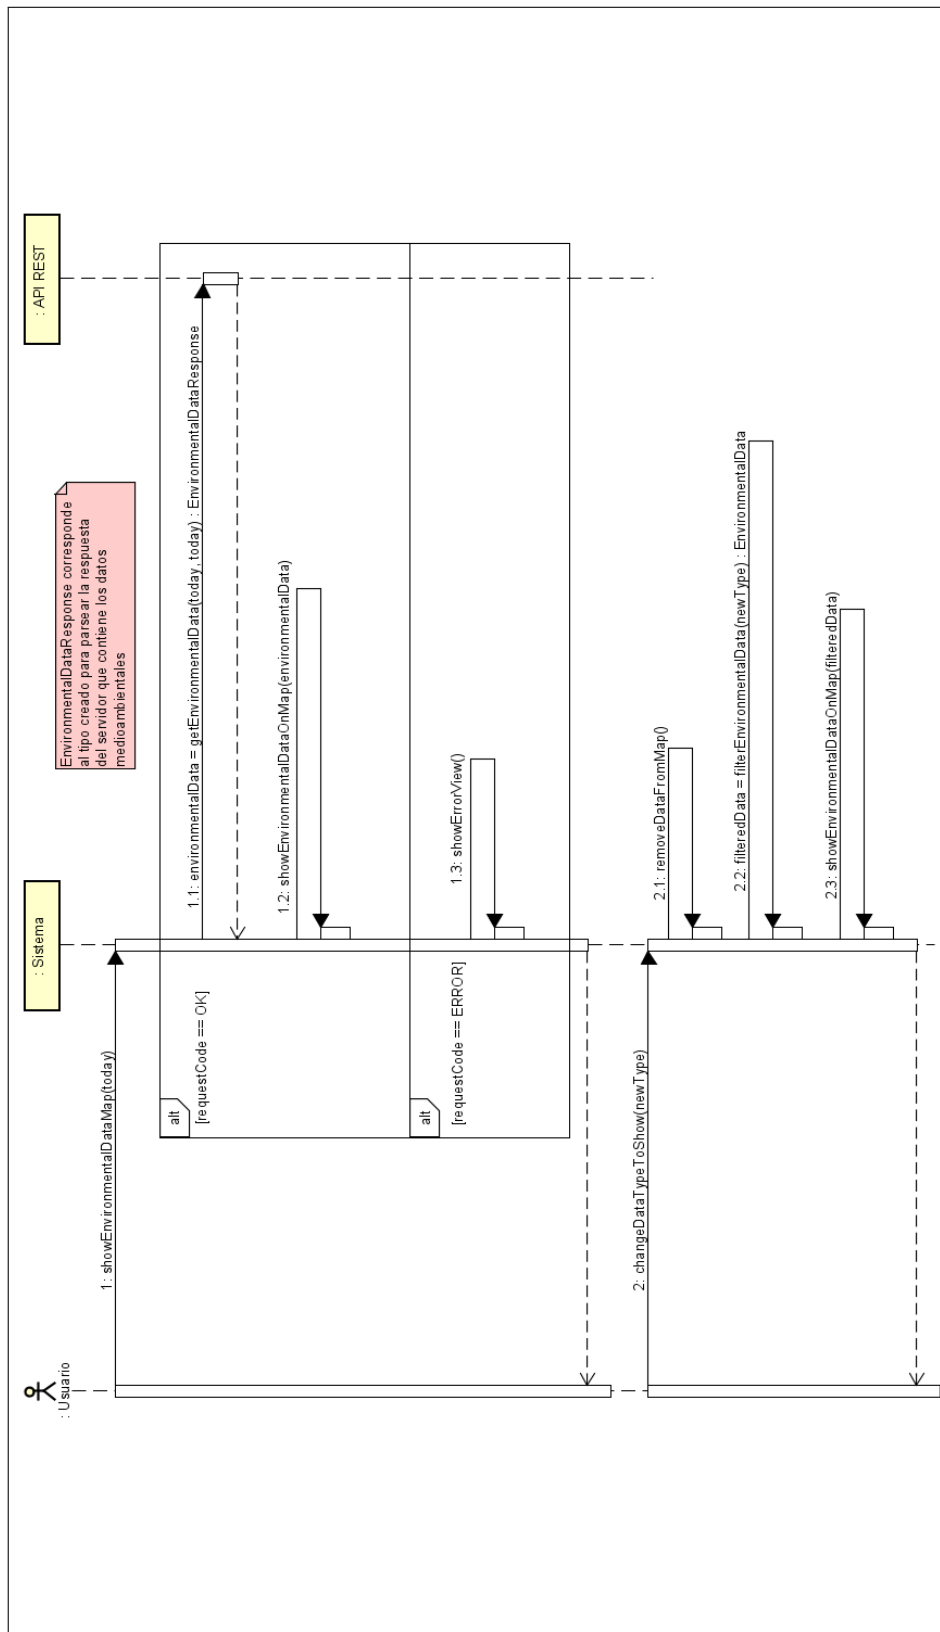 : Usuario
: Sistema
: API REST
EnvironmentalDataResponse corresponde
al tipo creado para parsear la respuesta
del servidor que contiene los datos
medioambientales
1: showEnvironmentalDataMap(today)
alt
[requestCode == OK]
1.1: environmentalData = getEnvironmentalData(today, today) : EnvironmentalDataResponse
1.2: showEnvironmentalDataOnMap(environmentalData)
alt
[requestCode == ERROR]
1.3: showErrorView()
2: changeDataTypeToShow(newType)
2.1: removeDataFromMap()
2.2: filteredData = filterEnvironmentalData(newType) : EnvironmentalData
2.3: showEnvironmentalDataOnMap(filteredData)